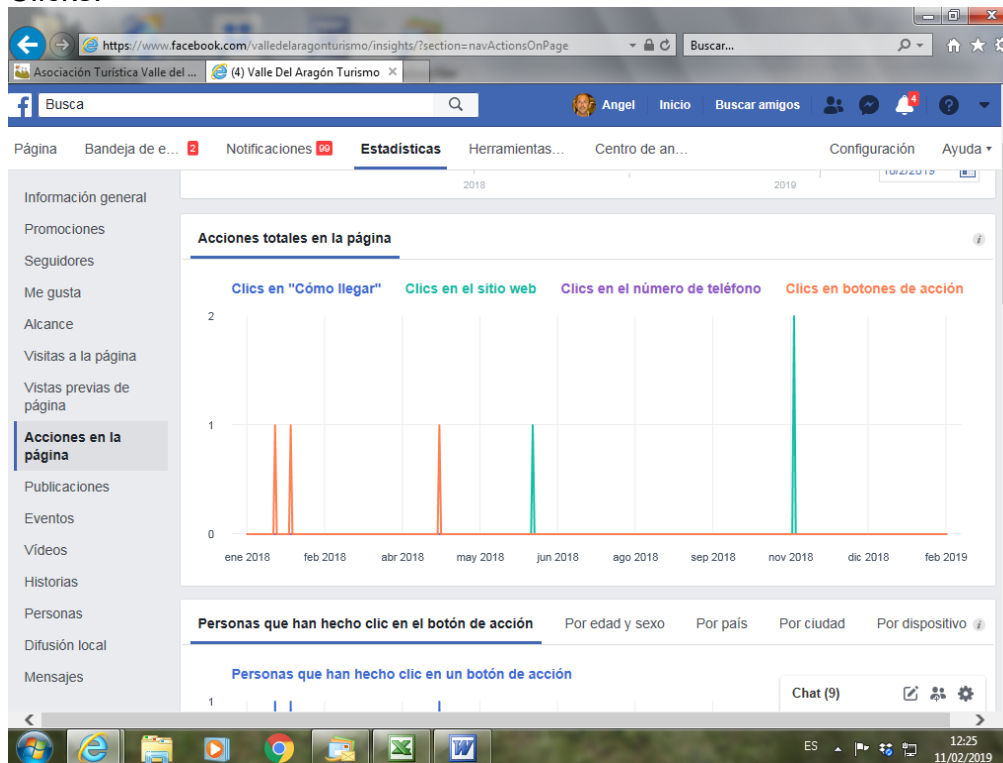 https://www.facebook.com/valledelaragonturismo/insights/?section=navActionsOnPage
Buscar...
Asociación Turística Valle del ...
(4) Valle Del Aragón Turismo
Busca
Angel Inicio Buscar amigos 4
Página Bandeja de e... 2 Notificaciones 99 Estadísticas Herramientas... Centro de an... Configuración Ayuda
Información general
Promociones
Seguidores
Me gusta
Alcance
Visitas a la página
Vistas previas de
página
Acciones en la
página
Publicaciones
Eventos
Vídeos
Historias
Personas
Difusión local
Mensajes
2018 2019
Acciones totales en la página
Clics en "Cómo llegar" Clics en el sitio web Clics en el número de teléfono Clics en botones de acción
2
1
0
ene 2018 feb 2018 abr 2018 may 2018 jun 2018 ago 2018 sep 2018 nov 2018 dic 2018 feb 2019
Personas que han hecho clic en el botón de acción Por edad y sexo Por país Por ciudad Por dispositivo
Personas que han hecho clic en un botón de acción
1
Chat (9)
ES 12:25
11/02/2019